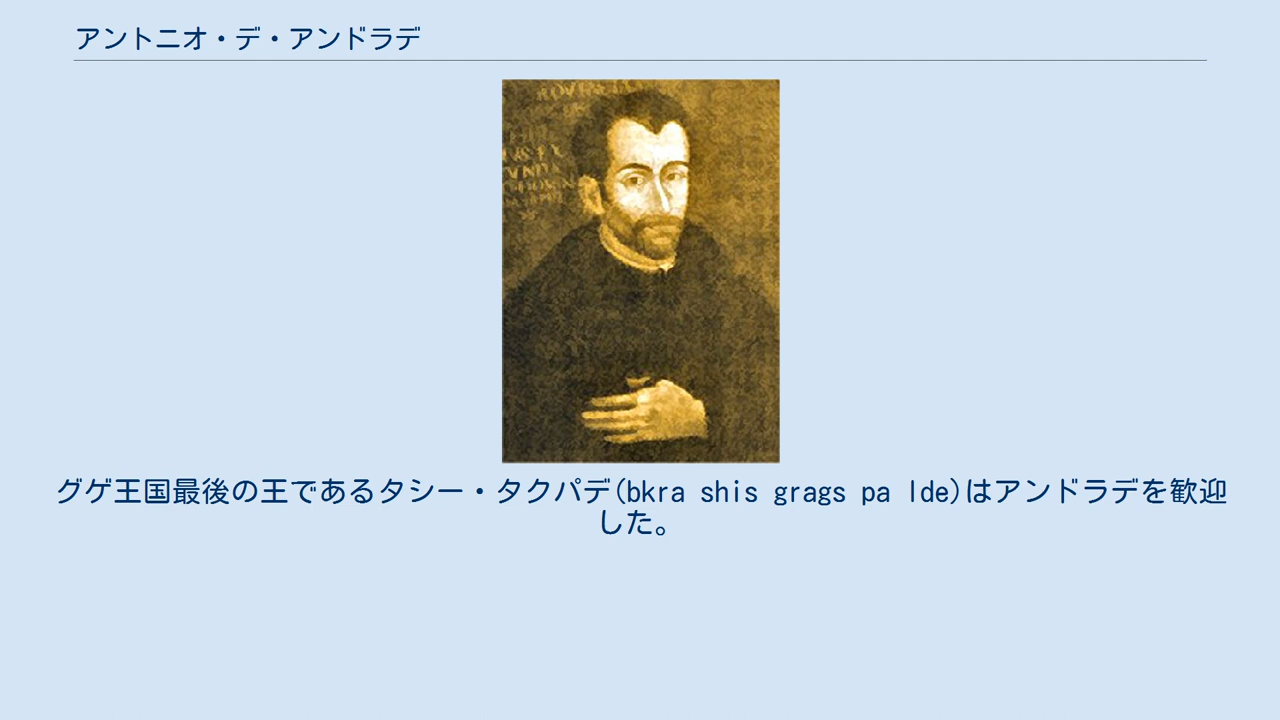 アントニオ・デ・アンドラデ
グゲ王国最後の王であるタシー・タクパデ(bkra shis grags pa lde)はアンドラデを歓迎
した。